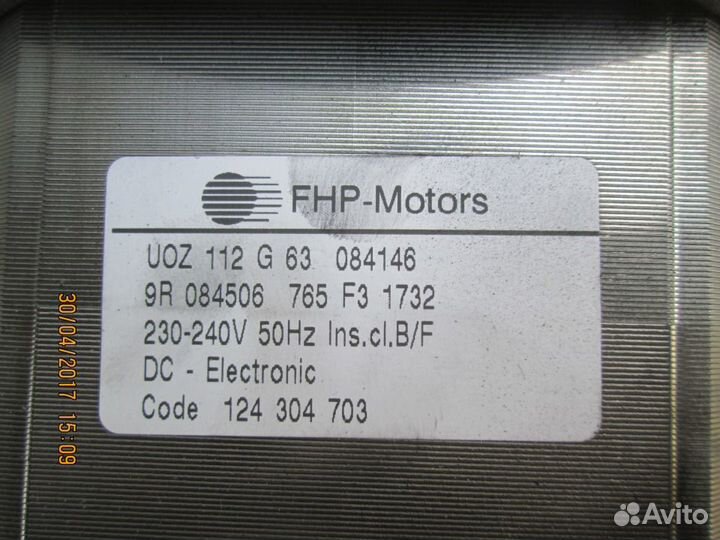 FHP-Motors
UOZ 112 G 63 084146
9R 084506 765 F3 1732
230-240V 50Hz Ins.cl.B/F
DC - Electronic
Code 124 304 703
30/04/2017 15:09
Avito